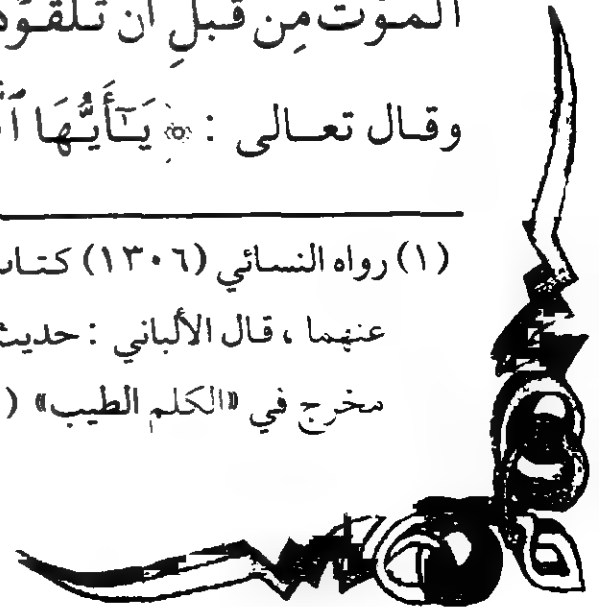 الموت من قبل أن تلقوه
وقال تعالى : ﴿ يَـٰٓأَيُّهَا
(١) رواه النسائي (١٣٠٦) كتاب
عنهما ، قال الألباني : حديث
مخرج في «الكلم الطيب» (